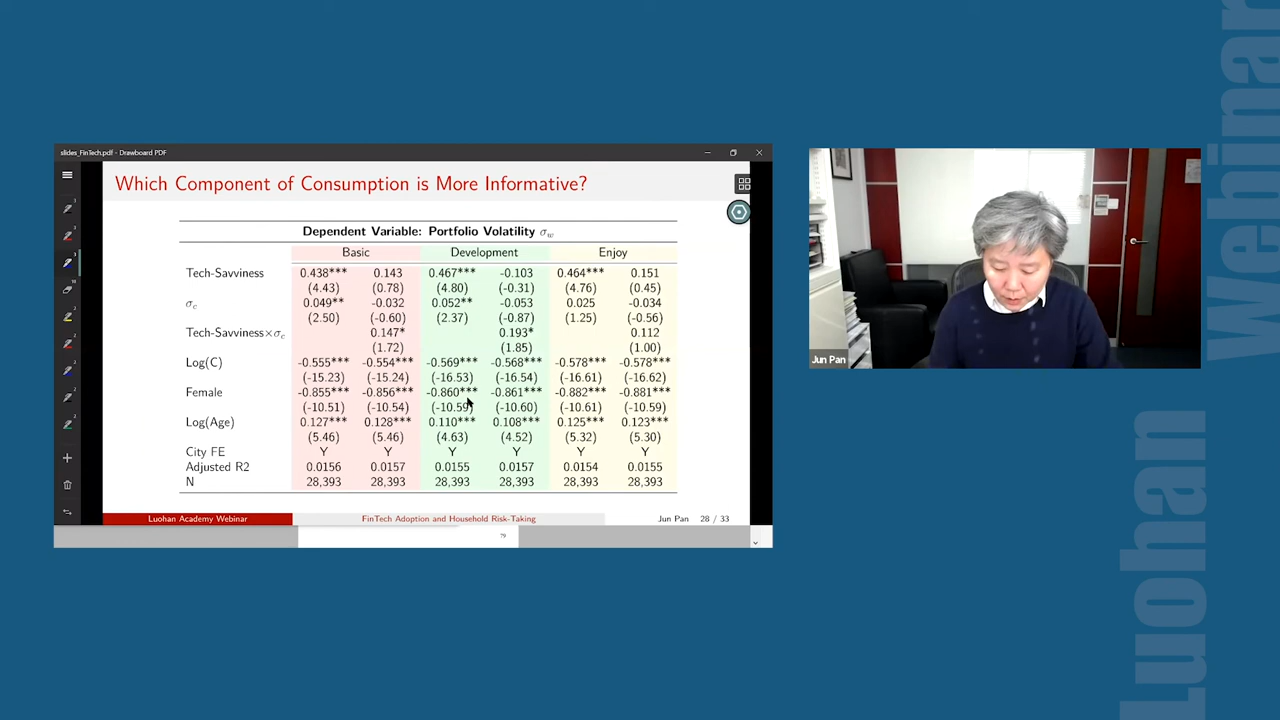 slides_FinTech.pdf - Drawboard PDF
Which Component of Consumption is More Informative?
Dependent Variable: Portfolio Volatility σw
Basic Development Enjoy
Tech-Savviness 0.438*** 0.143 0.467*** -0.103 0.464*** 0.151
(4.43) (0.78) (4.80) (-0.31) (4.76) (0.45)
σc 0.049** -0.032 0.052** -0.053 0.025 -0.034
(2.50) (-0.60) (2.37) (-0.87) (1.25) (-0.56)
Tech-Savviness×σc 0.147* 0.193* 0.112
(1.72) (1.85) (1.00)
Log(C) -0.555*** -0.554*** -0.569*** -0.568*** -0.578*** -0.578***
(-15.23) (-15.24) (-16.53) (-16.54) (-16.61) (-16.62)
Female -0.855*** -0.856*** -0.860*** -0.861*** -0.882*** -0.881***
(-10.51) (-10.54) (-10.59) (-10.60) (-10.61) (-10.59)
Log(Age) 0.127*** 0.128*** 0.110*** 0.108*** 0.125*** 0.123***
(5.46) (5.46) (4.63) (4.52) (5.32) (5.30)
City FE Y Y Y Y Y Y
Adjusted R2 0.0156 0.0157 0.0155 0.0157 0.0154 0.0155
N 28,393 28,393 28,393 28,393 28,393 28,393
Luohan Academy Webinar FinTech Adoption and Household Risk-Taking Jun Pan 28 / 33
79
Jun Pan
Luohan Webinar